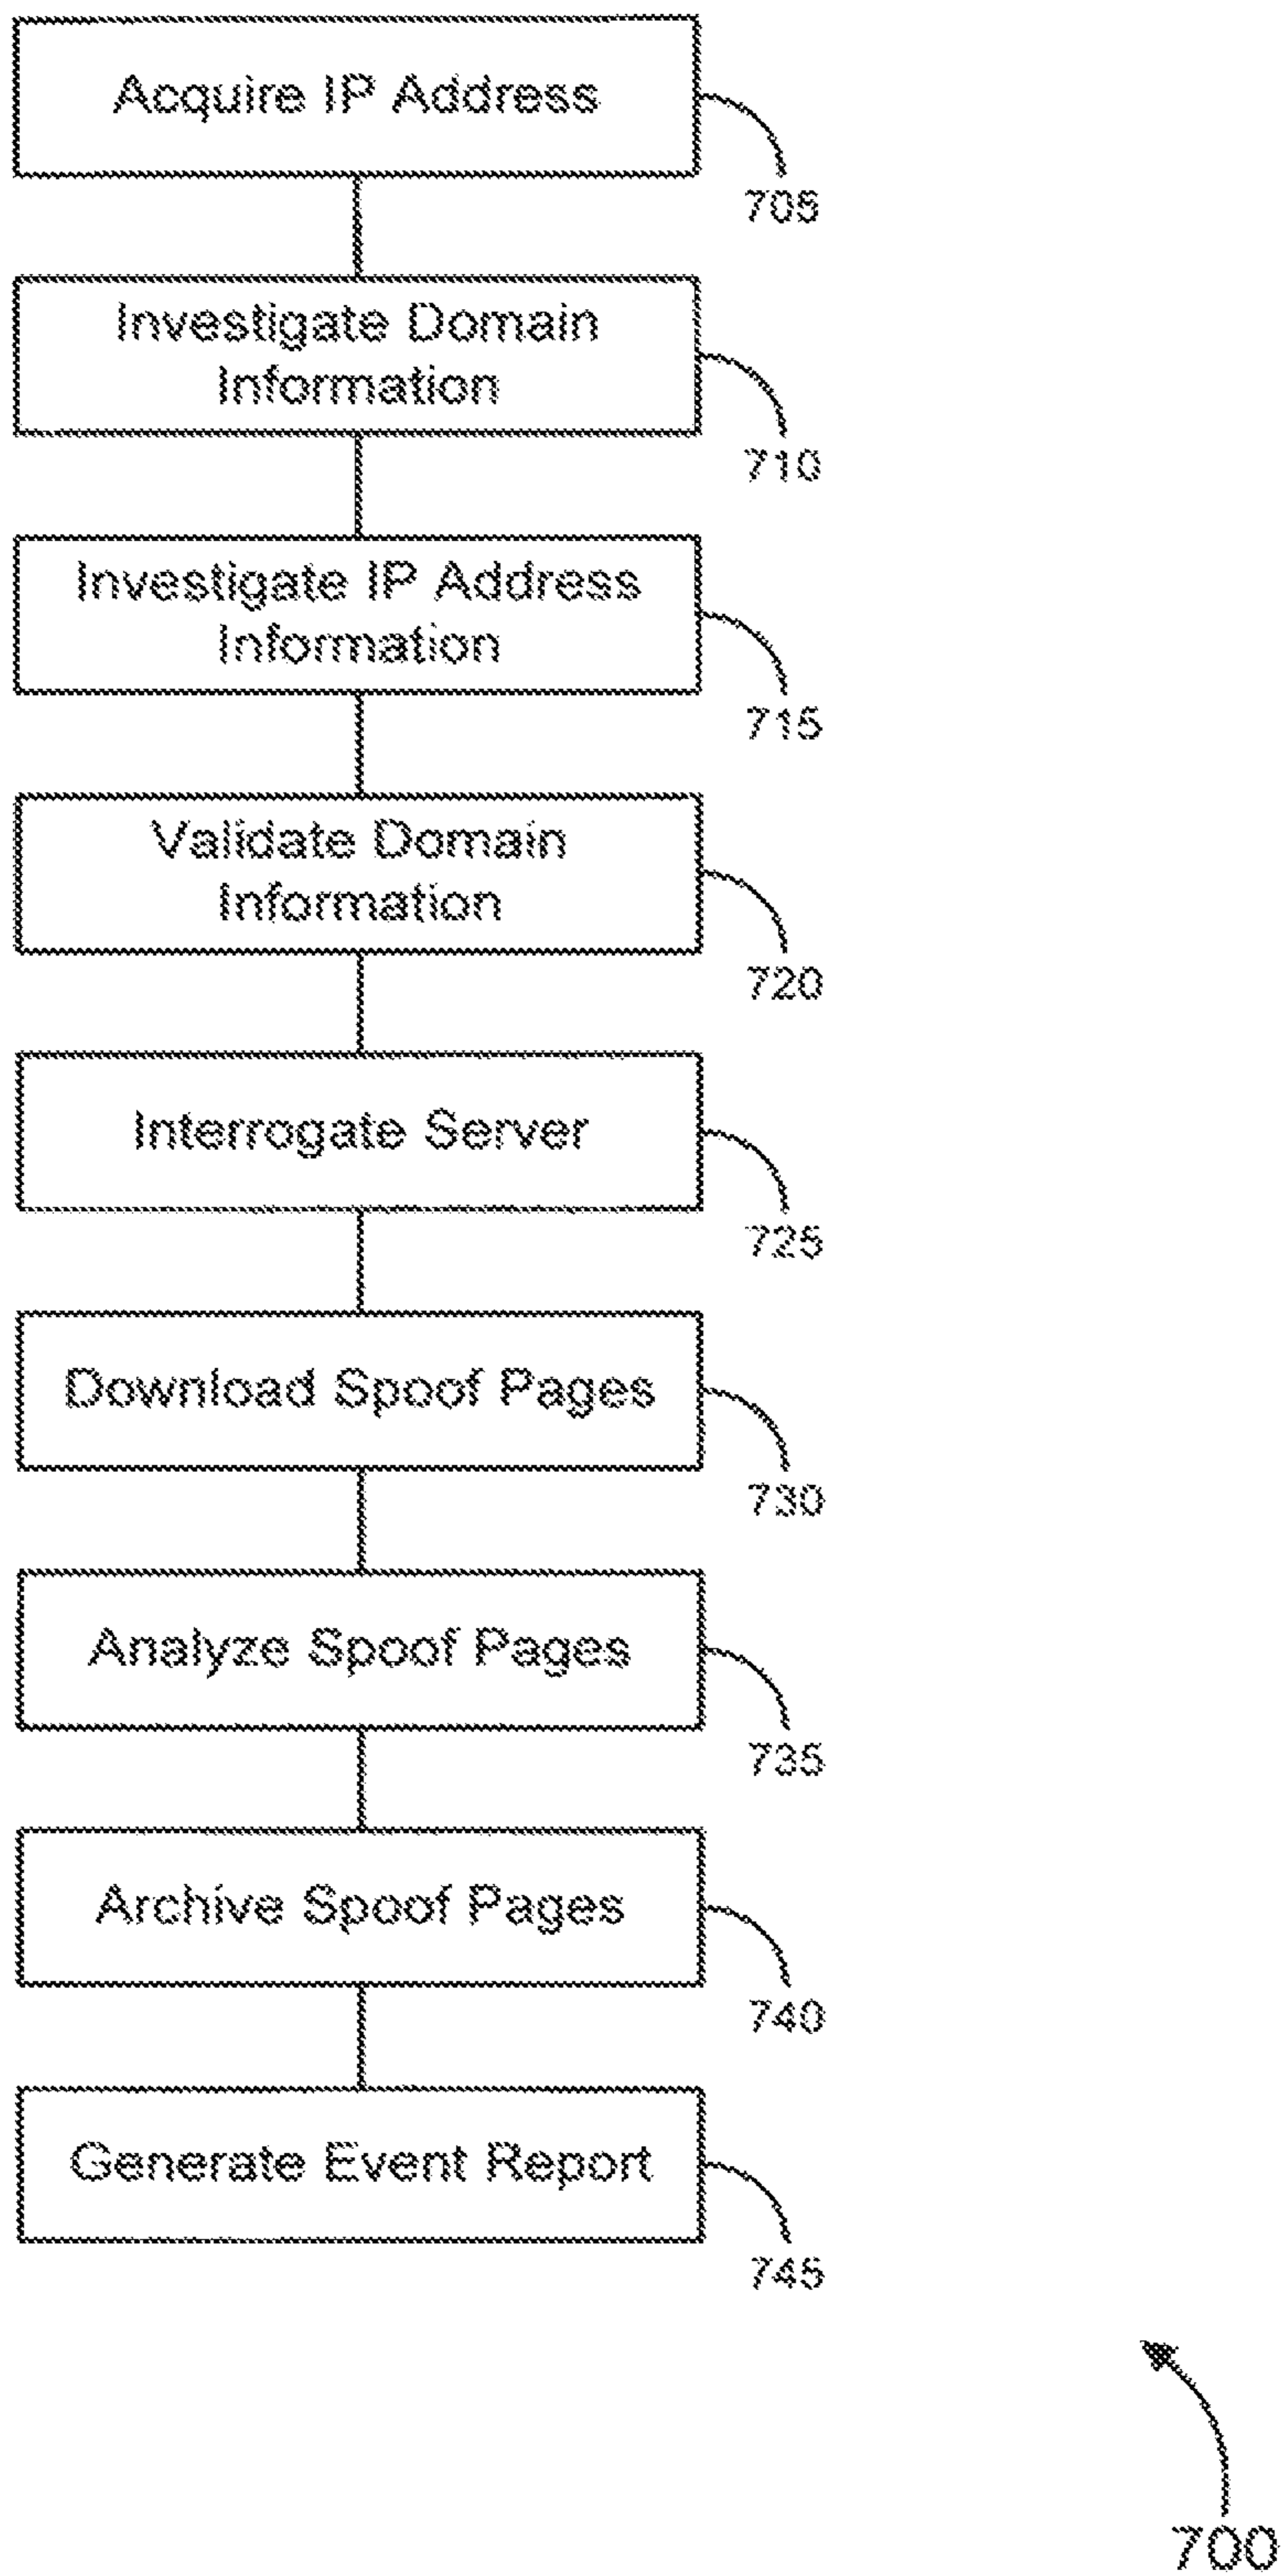 Acquire IP Address
705
Investigate Domain
Information
710
Investigate IP Address
Information
715
Validate Domain
Information
720
Interrogate Server
725
Download Spoof Pages
730
Analyze Spoof Pages
735
Archive Spoof Pages
740
Generate Event Report
745
700